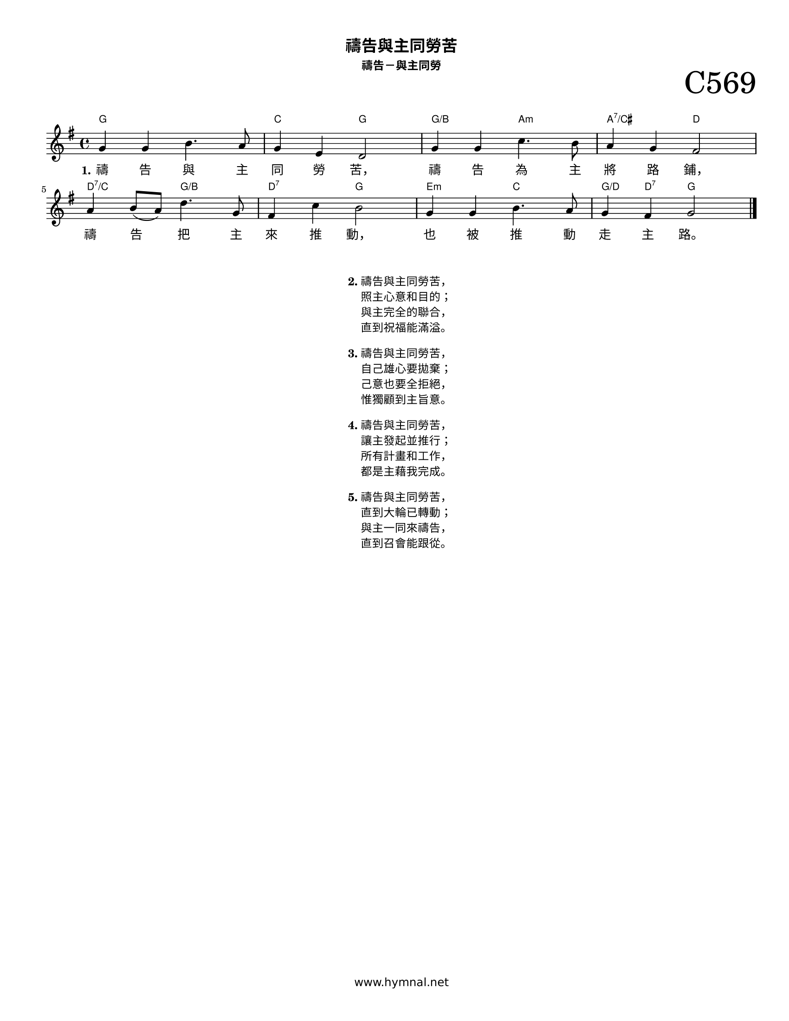 禱告與主同勞苦
禱告－與主同勞
C569
G C G G/B Am A7/C♯ D
1. 禱 告 與 主 同 勞 苦， 禱 告 為 主 將 路 鋪，
5 D7/C G/B D7 G Em C G/D D7 G
禱 告 把 主 來 推 動， 也 被 推 動 走 主 路。
2. 禱告與主同勞苦，
照主心意和目的；
與主完全的聯合，
直到祝福能滿溢。
3. 禱告與主同勞苦，
自己雄心要拋棄；
己意也要全拒絕，
惟獨顧到主旨意。
4. 禱告與主同勞苦，
讓主發起並推行；
所有計畫和工作，
都是主藉我完成。
5. 禱告與主同勞苦，
直到大輪已轉動；
與主一同來禱告，
直到召會能跟從。
www.hymnal.net